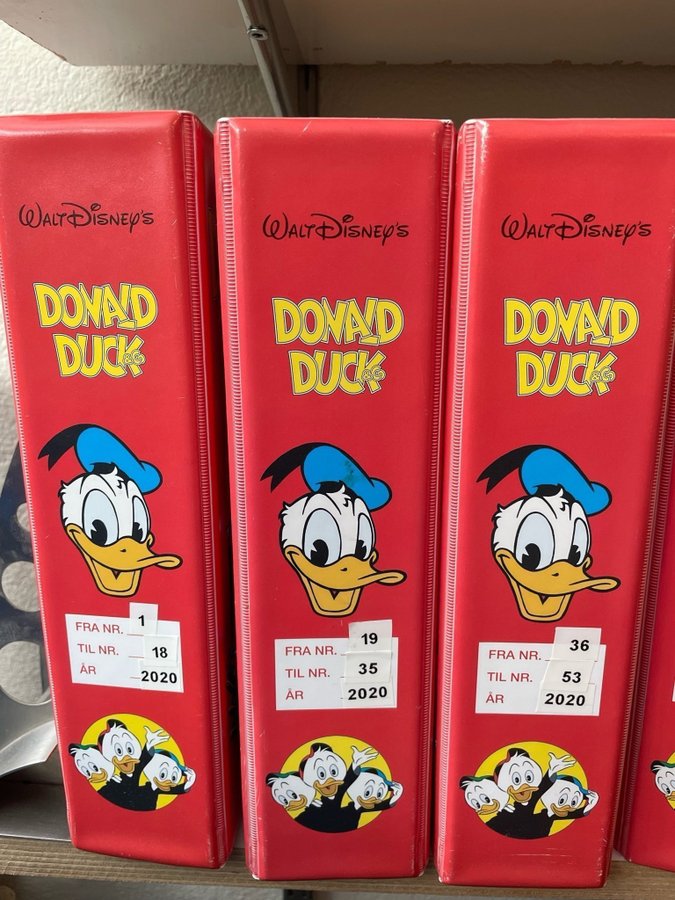 WALT DISNEY'S
DONALD
DUCK &Co
FRA NR. 1
TIL NR. 18
ÅR 2020
WALT DISNEY'S
DONALD
DUCK &Co
FRA NR. 19
TIL NR. 35
ÅR 2020
WALT DISNEY'S
DONALD
DUCK &Co
FRA NR. 36
TIL NR. 53
ÅR 2020